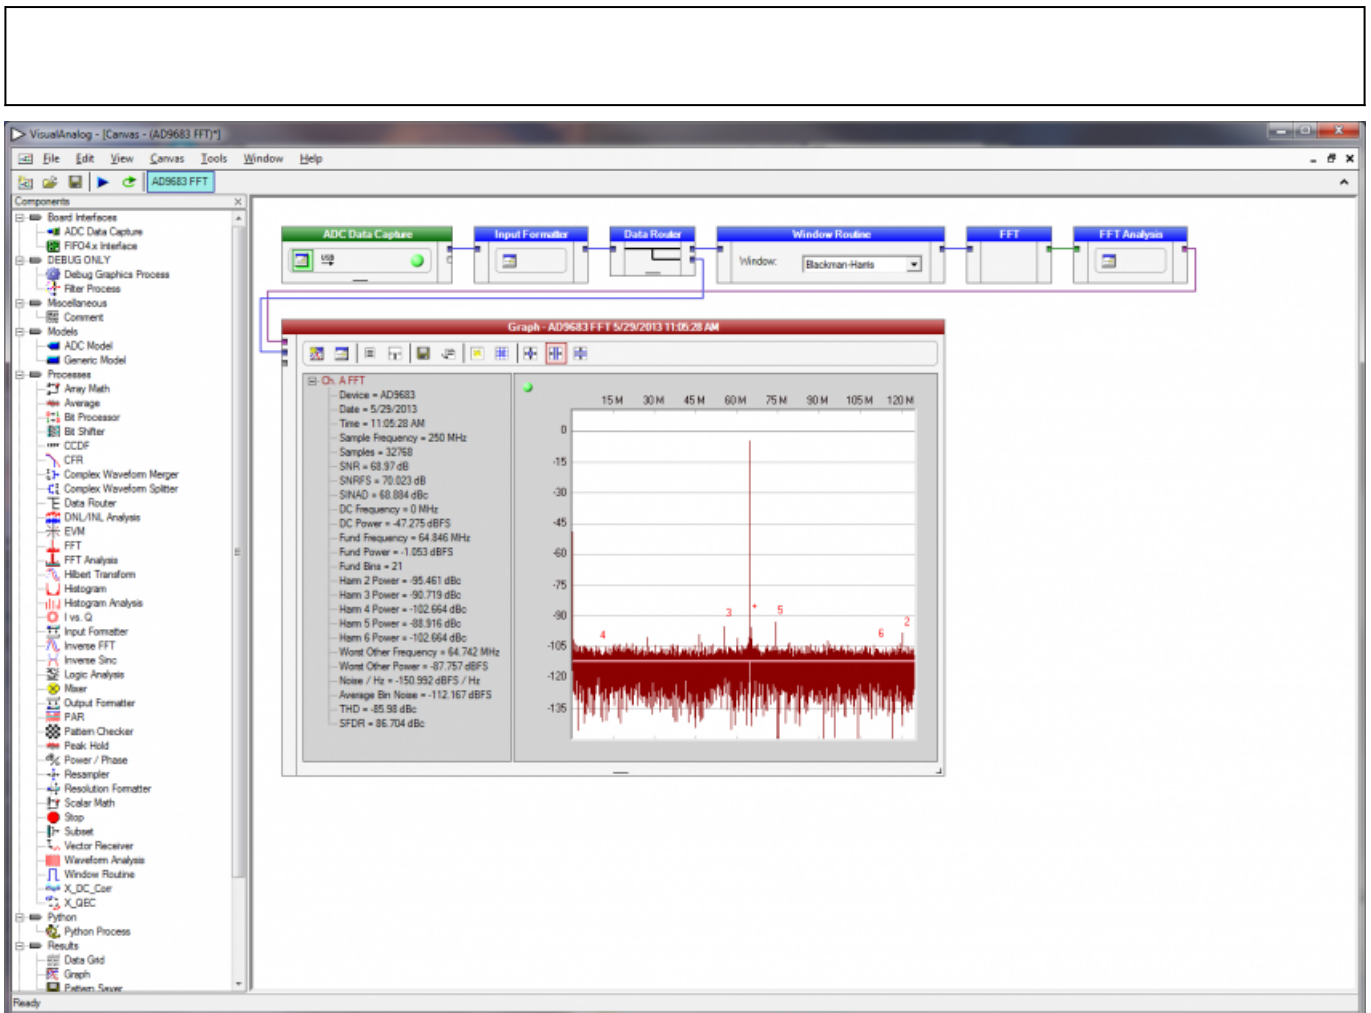 VisualAnalog - [Canvas - (AD9683 FFT)*]
File Edit View Canvas Tools Window Help
AD9683 FFT
Components
Board Interfaces
ADC Data Capture
FIFO4.x Interface
DEBUG ONLY
Debug Graphics Process
Filter Process
Miscellaneous
Comment
Models
ADC Model
Generic Model
Processes
Array Math
Average
Bit Processor
Bit Shifter
CCDF
CFR
Complex Waveform Merger
Complex Waveform Splitter
Data Router
DNL/INL Analysis
EVM
FFT
FFT Analysis
Hilbert Transform
Histogram
Histogram Analysis
I vs. Q
Input Formatter
Inverse FFT
Inverse Sinc
Logic Analysis
Mixer
Output Formatter
PAR
Pattern Checker
Peak Hold
Power / Phase
Resampler
Resolution Formatter
Scalar Math
Stop
Subset
Vector Receiver
Waveform Analysis
Window Routine
X_DC_Corr
X_QEC
Python
Python Process
Results
Data Grid
Graph
Pattern Saver
Ready
ADC Data Capture
USB
Input Formatter
Data Router
Window Routine
Window: Blackman-Harris
FFT
FFT Analysis
Graph - AD9683 FFT 5/29/2013 11:05:28 AM
Ch. A FFT
Device = AD9683
Date = 5/29/2013
Time = 11:05:28 AM
Sample Frequency = 250 MHz
Samples = 32768
SNR = 68.97 dB
SNRFS = 70.023 dB
SINAD = 68.884 dBc
DC Frequency = 0 MHz
DC Power = -47.275 dBFS
Fund Frequency = 64.846 MHz
Fund Power = -1.053 dBFS
Fund Bins = 21
Harm 2 Power = -95.461 dBc
Harm 3 Power = -90.719 dBc
Harm 4 Power = -102.664 dBc
Harm 5 Power = -88.916 dBc
Harm 6 Power = -102.664 dBc
Worst Other Frequency = 64.742 MHz
Worst Other Power = -87.757 dBFS
Noise / Hz = -150.992 dBFS / Hz
Average Bin Noise = -112.167 dBFS
THD = -85.98 dBc
SFDR = 86.704 dBc
15 M 30 M 45 M 60 M 75 M 90 M 105 M 120 M
0
-15
-30
-45
-60
-75
-90
-105
-120
-135
4 3 + 5 6 2